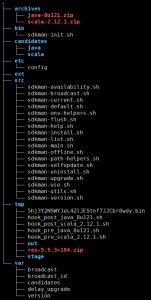 archives
java-8u121.zip
scala-2.12.1.zip
bin
sdkman-init.sh
candidates
java
scala
etc
config
ext
src
sdkman-availability.sh
sdkman-broadcast.sh
sdkman-current.sh
sdkman-default.sh
sdkman-env-helpers.sh
sdkman-flush.sh
sdkman-help.sh
sdkman-install.sh
sdkman-list.sh
sdkman-main.sh
sdkman-offline.sh
sdkman-path-helpers.sh
sdkman-selfupdate.sh
sdkman-uninstall.sh
sdkman-upgrade.sh
sdkman-use.sh
sdkman-utils.sh
sdkman-version.sh
tmp
hook_post_java_8u121.sh
hook_post_scala_2.12.1.sh
hook_pre_java_8u121.sh
hook_pre_scala_2.12.1.sh
out
res-5.5.3+194.zip
stage
var
broadcast
broadcast_id
candidates
delay_upgrade
version